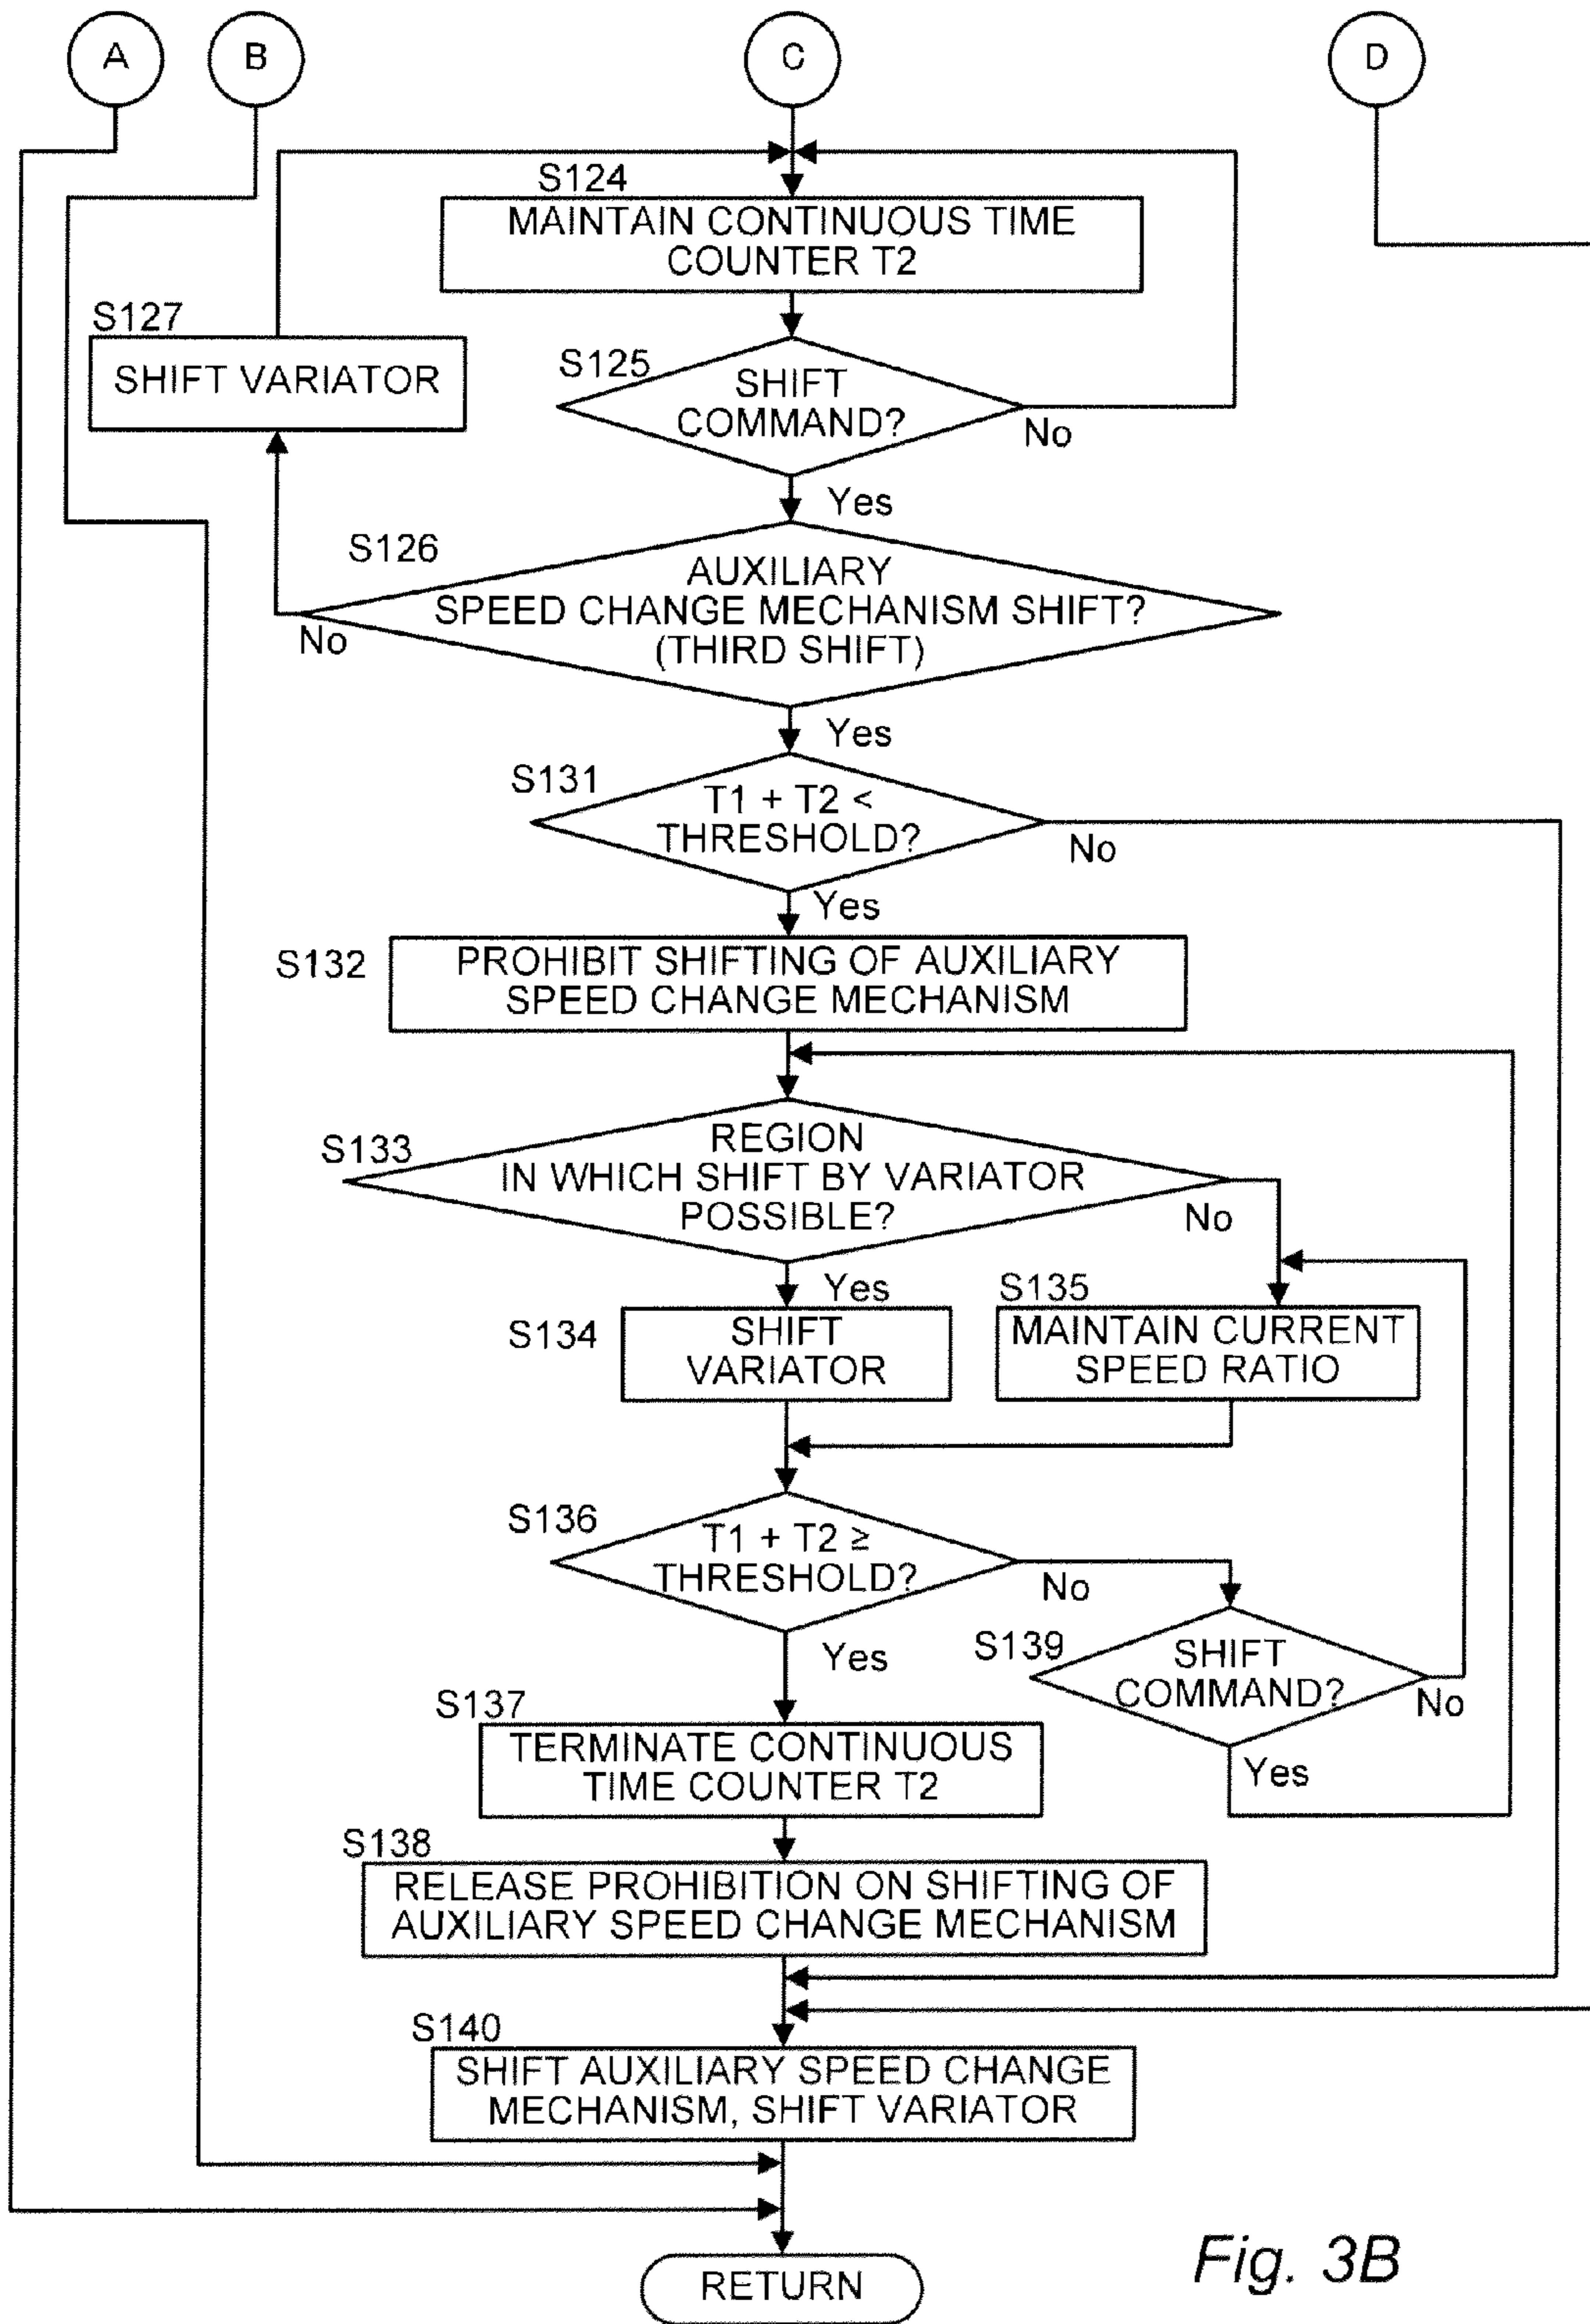 A
B
C
D
S124
MAINTAIN CONTINUOUS TIME
COUNTER T2
S127
SHIFT VARIATOR
S125
SHIFT
COMMAND?
No
Yes
S126
AUXILIARY
SPEED CHANGE MECHANISM SHIFT?
(THIRD SHIFT)
No
Yes
S131
T1 + T2 <
THRESHOLD?
No
Yes
S132
PROHIBIT SHIFTING OF AUXILIARY
SPEED CHANGE MECHANISM
S133
REGION
IN WHICH SHIFT BY VARIATOR
POSSIBLE?
No
Yes
S134
SHIFT
VARIATOR
S135
MAINTAIN CURRENT
SPEED RATIO
S136
T1 + T2 ≥
THRESHOLD?
No
Yes
S139
SHIFT
COMMAND?
No
Yes
S137
TERMINATE CONTINUOUS
TIME COUNTER T2
S138
RELEASE PROHIBITION ON SHIFTING OF
AUXILIARY SPEED CHANGE MECHANISM
S140
SHIFT AUXILIARY SPEED CHANGE
MECHANISM, SHIFT VARIATOR
RETURN
Fig. 3B